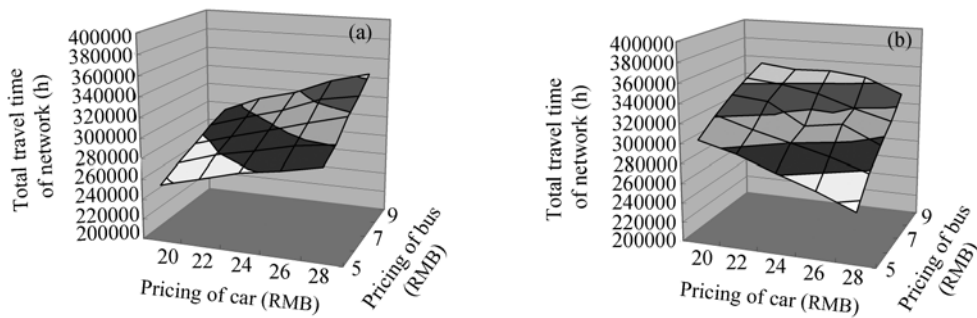 (a)
400000
380000
360000
340000
320000
300000
280000
260000
240000
220000
200000
Total travel time
of network (h)
20 22 24 26 28
Pricing of car (RMB)
5 7 9
Pricing of bus
(RMB)
(b)
400000
380000
360000
340000
320000
300000
280000
260000
240000
220000
200000
Total travel time
of network (h)
20 22 24 26 28
Pricing of car (RMB)
5 7 9
Pricing of bus
(RMB)